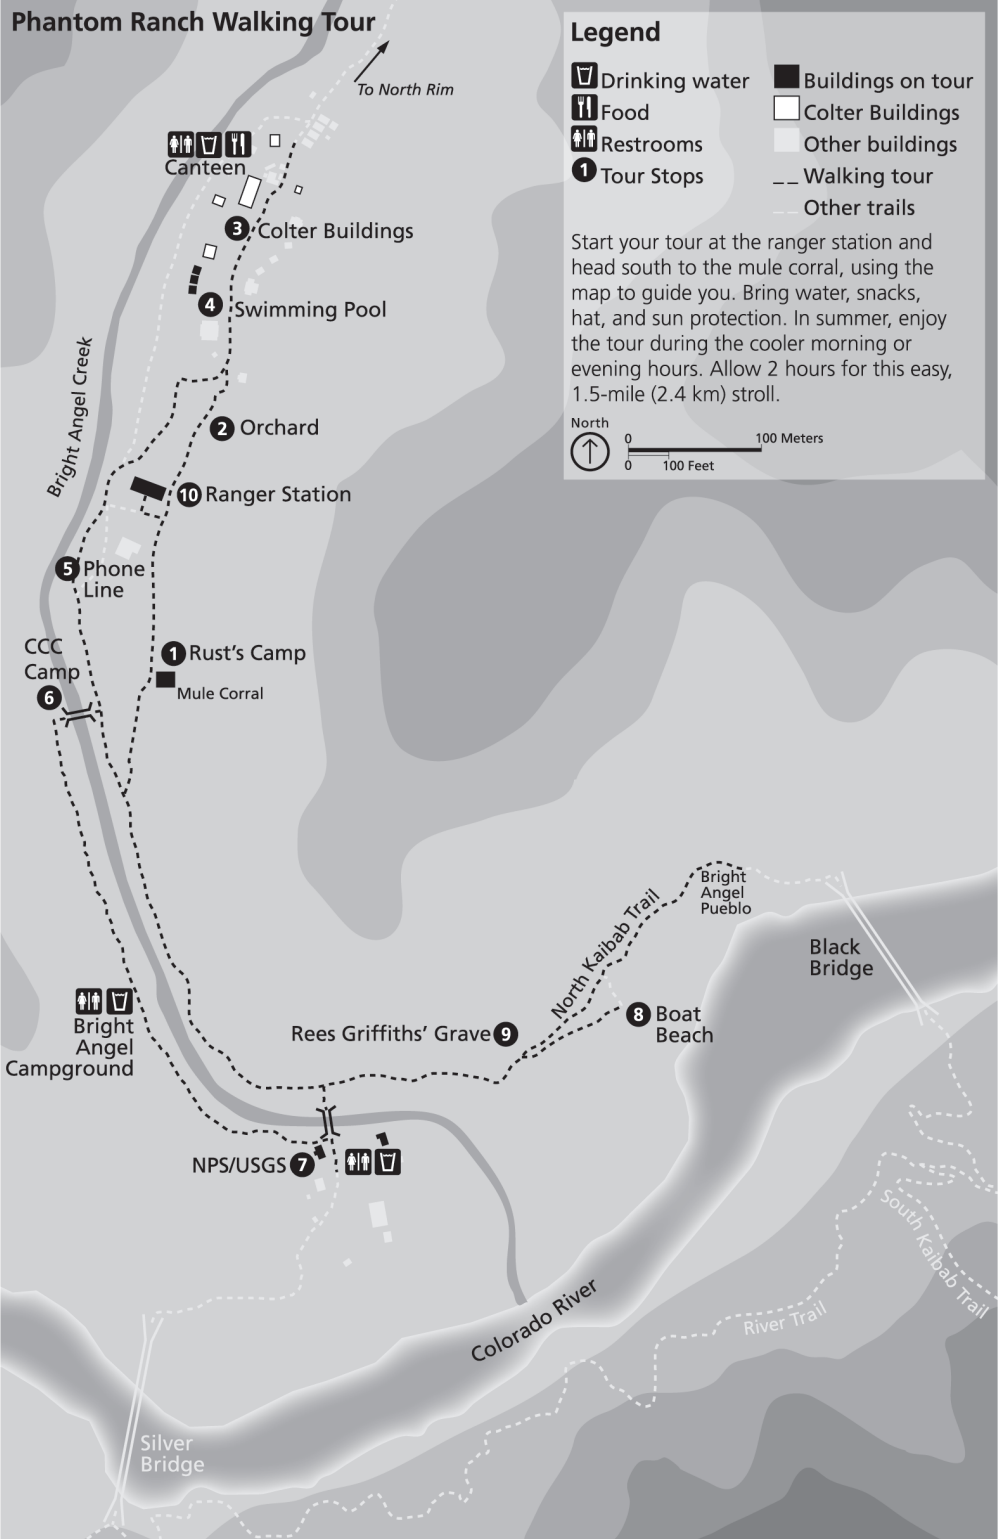 Phantom Ranch Walking Tour
To North Rim
Canteen
3 Colter Buildings
4 Swimming Pool
Bright Angel Creek
2 Orchard
10 Ranger Station
5 Phone
Line
CCC
Camp
6
1 Rust's Camp
Mule Corral
Legend
Drinking water
Food
Restrooms
1 Tour Stops
Buildings on tour
Colter Buildings
Other buildings
Walking tour
Other trails
Start your tour at the ranger station and
head south to the mule corral, using the
map to guide you. Bring water, snacks,
hat, and sun protection. In summer, enjoy
the tour during the cooler morning or
evening hours. Allow 2 hours for this easy,
1.5-mile (2.4 km) stroll.
North
0 100 Meters
0 100 Feet
Bright
Angel
Pueblo
North Kaibab Trail
Black
Bridge
Bright
Angel
Campground
Rees Griffiths' Grave 9
8 Boat
Beach
NPS/USGS 7
South Kaibab Trail
River Trail
Colorado River
Silver
Bridge